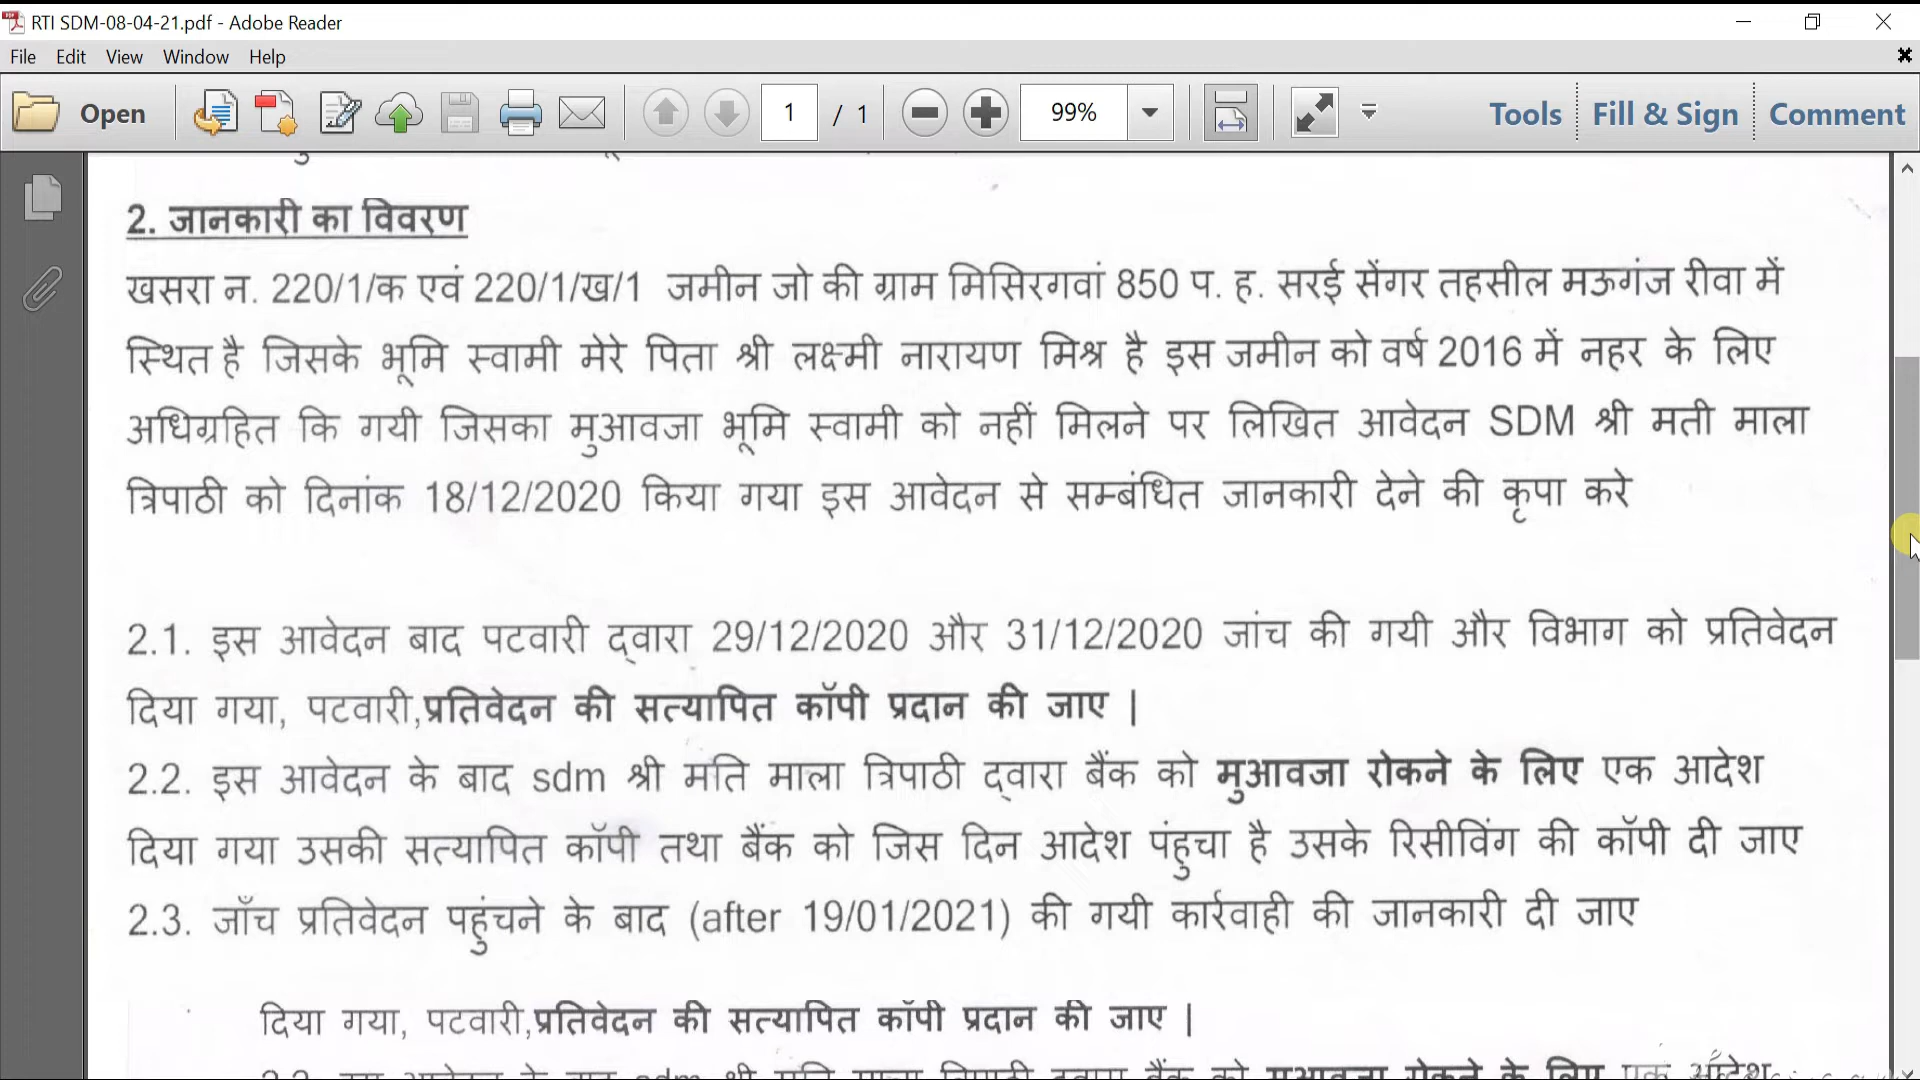 RTI SDM-08-04-21.pdf - Adobe Reader
File Edit View Window Help
Open 1 / 1 99% Tools Fill & Sign Comment
2. जानकारी का विवरण
खसरा न. 220/1/क एवं 220/1/ख/1 जमीन जो की ग्राम मिसिरगवां 850 प. ह. सरई सेंगर तहसील मऊगंज रीवा में
स्थित है जिसके भूमि स्वामी मेरे पिता श्री लक्ष्मी नारायण मिश्र है इस जमीन को वर्ष 2016 में नहर के लिए
अधिग्रहित कि गयी जिसका मुआवजा भूमि स्वामी को नहीं मिलने पर लिखित आवेदन SDM श्री मती माला
त्रिपाठी को दिनांक 18/12/2020 किया गया इस आवेदन से सम्बंधित जानकारी देने की कृपा करे
2.1. इस आवेदन बाद पटवारी द्वारा 29/12/2020 और 31/12/2020 जांच की गयी और विभाग को प्रतिवेदन
दिया गया, पटवारी,प्रतिवेदन की सत्यापित कॉपी प्रदान की जाए |
2.2. इस आवेदन के बाद sdm श्री मति माला त्रिपाठी द्वारा बैंक को मुआवजा रोकने के लिए एक आदेश
दिया गया उसकी सत्यापित कॉपी तथा बैंक को जिस दिन आदेश पंहुचा है उसके रिसीविंग की कॉपी दी जाए
2.3. जाँच प्रतिवेदन पहुंचने के बाद (after 19/01/2021) की गयी कार्रवाही की जानकारी दी जाए
दिया गया, पटवारी,प्रतिवेदन की सत्यापित कॉपी प्रदान की जाए |